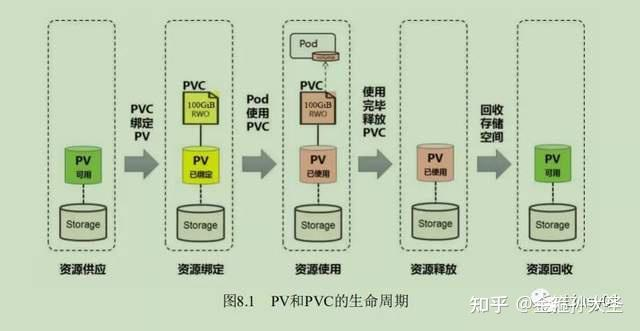 Pod
volume
PVC
100GiB
RWO
PVC
100GiB
RWO
PVC
绑定
PV
Pod
使用
PVC
使用
完毕
释放
PVC
回收
存储
空间
PV
可用
PV
已绑定
PV
已使用
PV
已使用
PV
可用
Storage
Storage
Storage
Storage
Storage
资源供应
资源绑定
资源使用
资源释放
资源回收
图8.1 PV和PVC的生命周期
知乎